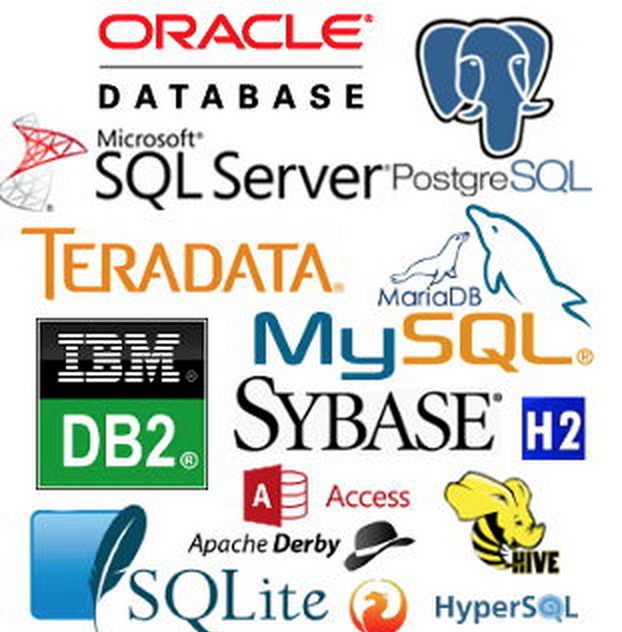 ORACLE®
DATABASE
Microsoft®
SQL Server®
PostgreSQL
TERADATA®
MariaDB
MySQL®
IBM®
DB2®
SYBASE®
H2
A Access
Apache Derby
HIVE
SQLite
HyperSQL